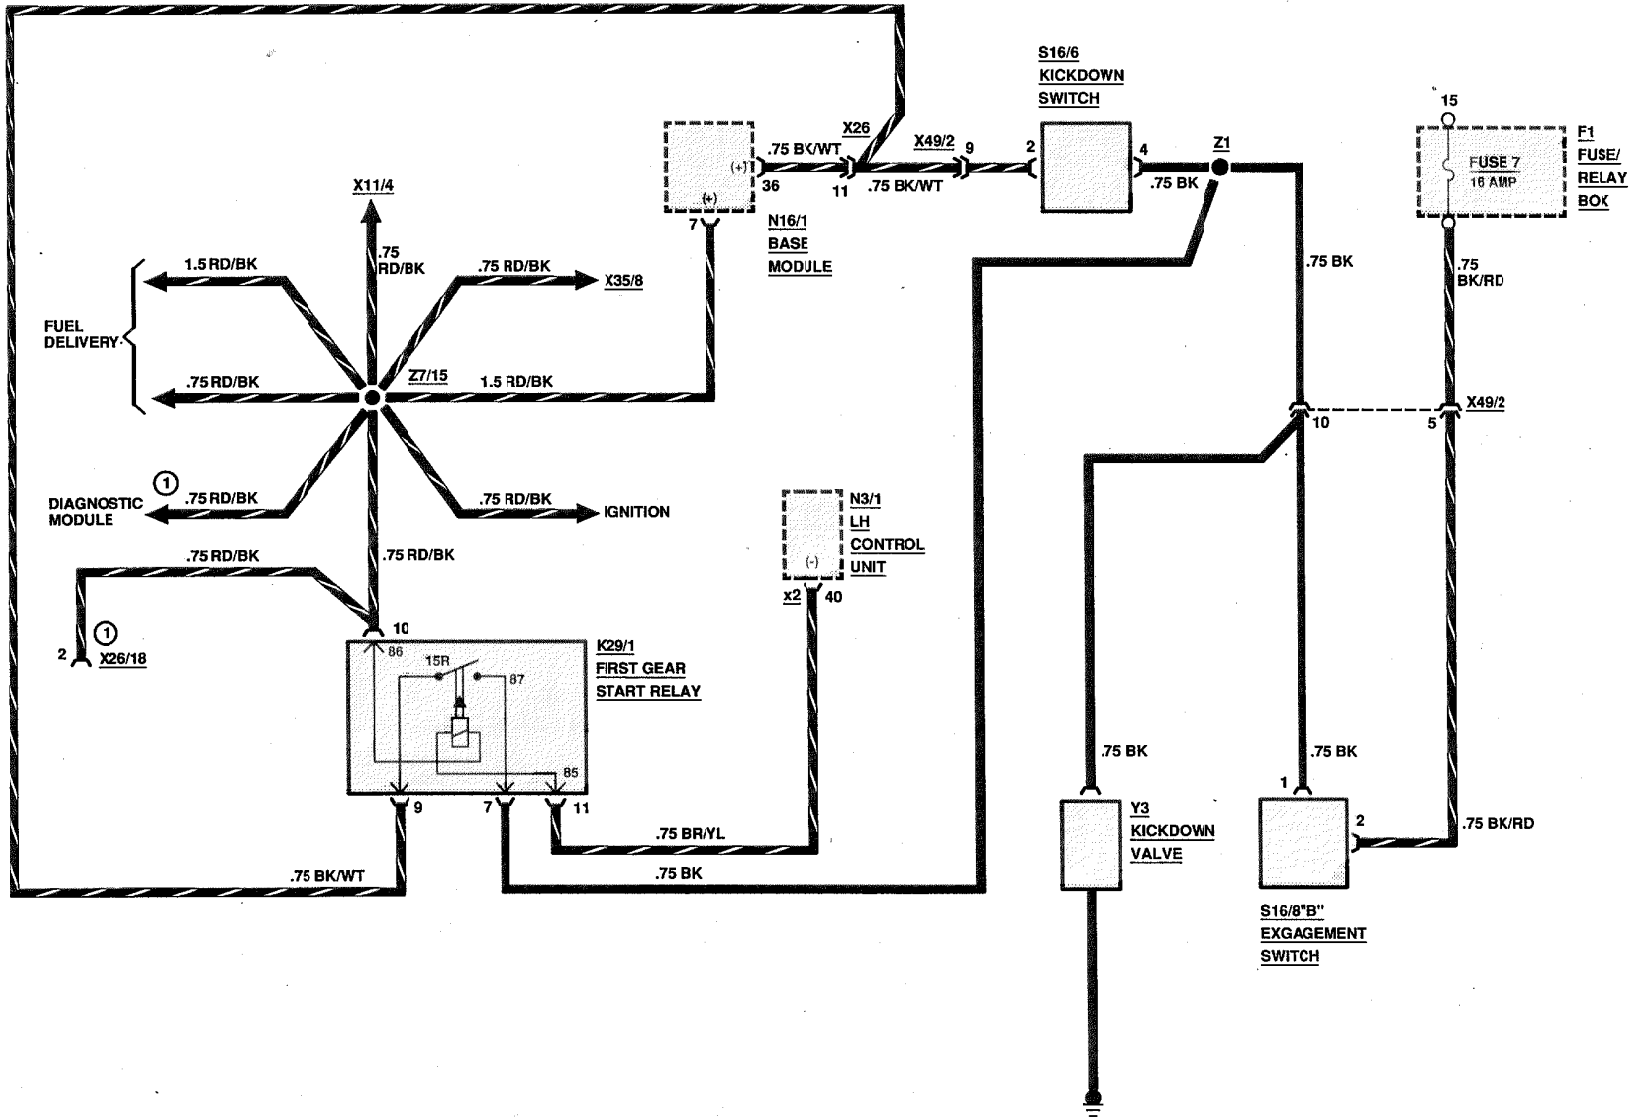 S16/6
KICKDOWN
SWITCH
15
F1
FUSE/
RELAY
BOX
FUSE 7
16 AMP
X26
.75 BK/WT
X49/2
9
2
4
Z1
(+)
36
11
.75 BK/WT
.75 BK
(+)
7
N16/1
BASE
MODULE
X11/4
.75
RD/BK
1.5 RD/BK
.75 RD/BK
X35/8
.75 BK
.75
BK/RD
FUEL
DELIVERY
.75 RD/BK
Z7/15
1.5 RD/BK
X49/2
10
5
1
DIAGNOSTIC
MODULE
.75 RD/BK
.75 RD/BK
IGNITION
N3/1
LH
CONTROL
UNIT
(-)
x2
40
.75 RD/BK
.75 RD/BK
2
1
X26/18
10
86
15R
87
85
K29/1
FIRST GEAR
START RELAY
9
7
11
.75 BR/YL
.75 BK/WT
.75 BK
.75 BK
.75 BK
1
2
Y3
KICKDOWN
VALVE
.75 BK/RD
S16/8"B"
EXGAGEMENT
SWITCH